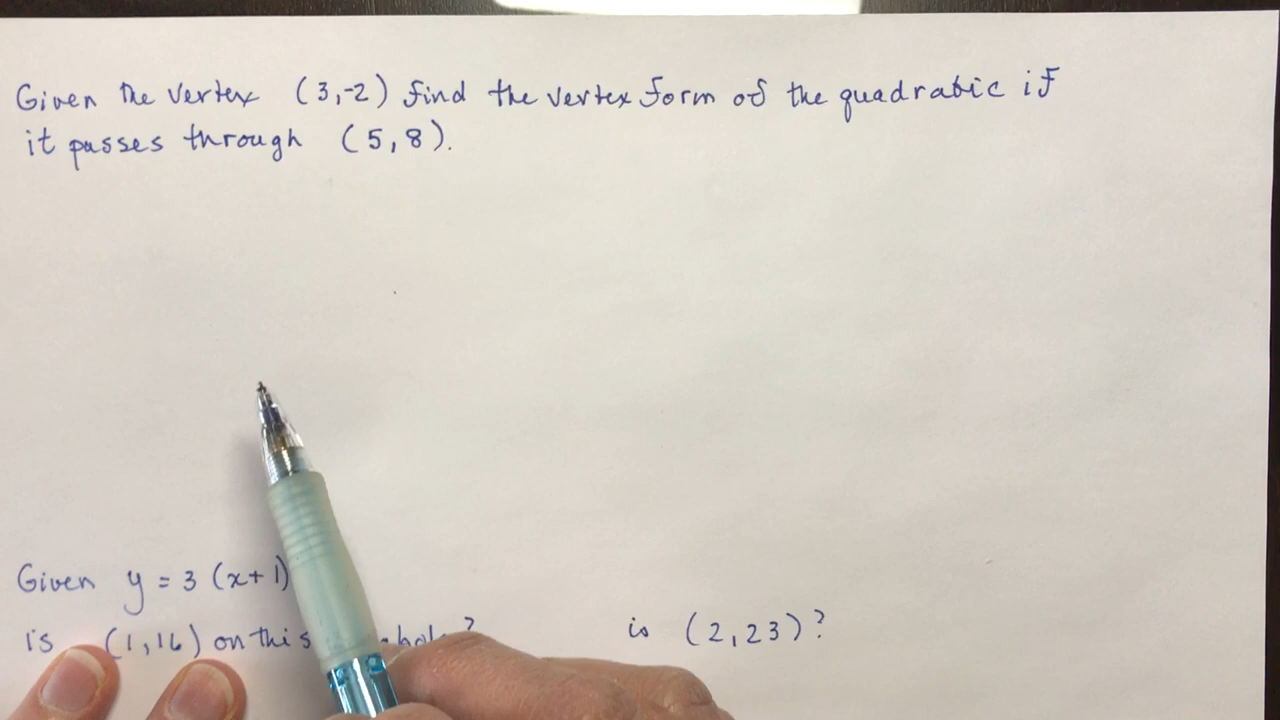 Given the vertex (3,-2) find the vertex form of the quadratic if
it passes through (5,8).
Given y = 3 (x+1)
is (1,16) on this ? is (2,23)?